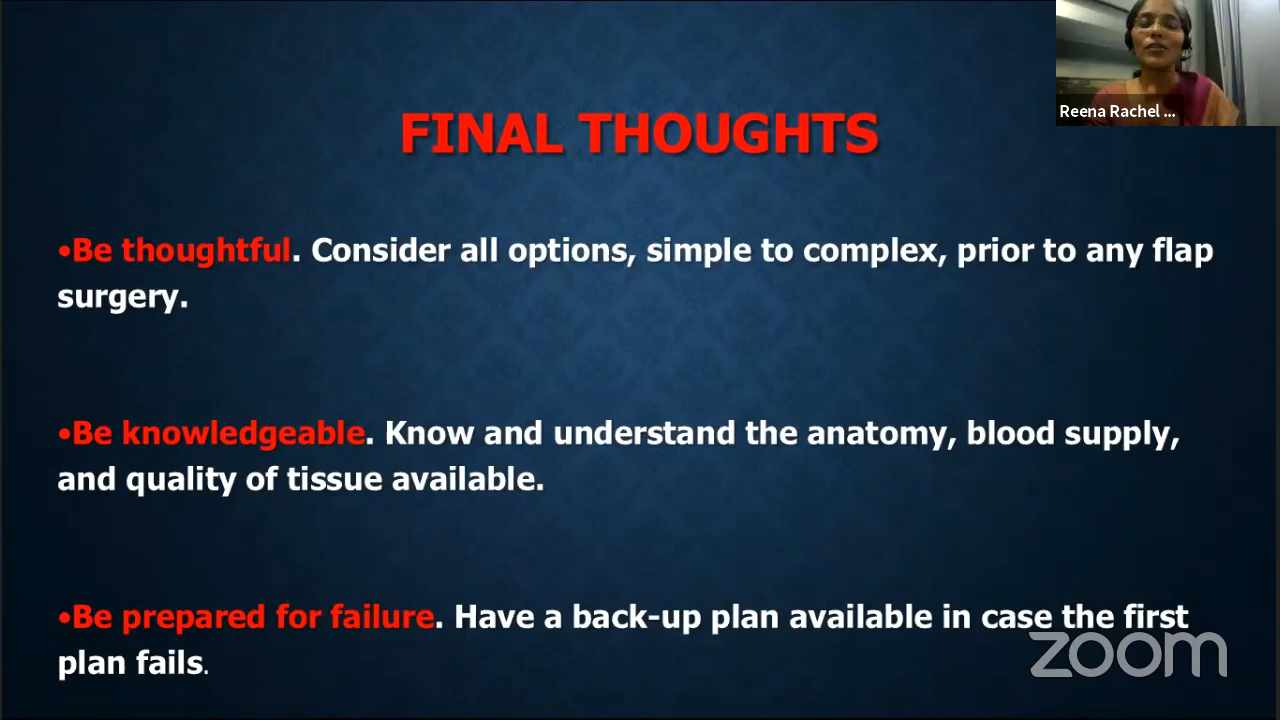 Reena Rachel ...
FINAL THOUGHTS
•Be thoughtful. Consider all options, simple to complex, prior to any flap
surgery.
•Be knowledgeable. Know and understand the anatomy, blood supply,
and quality of tissue available.
•Be prepared for failure. Have a back-up plan available in case the first
plan fails.
zoom